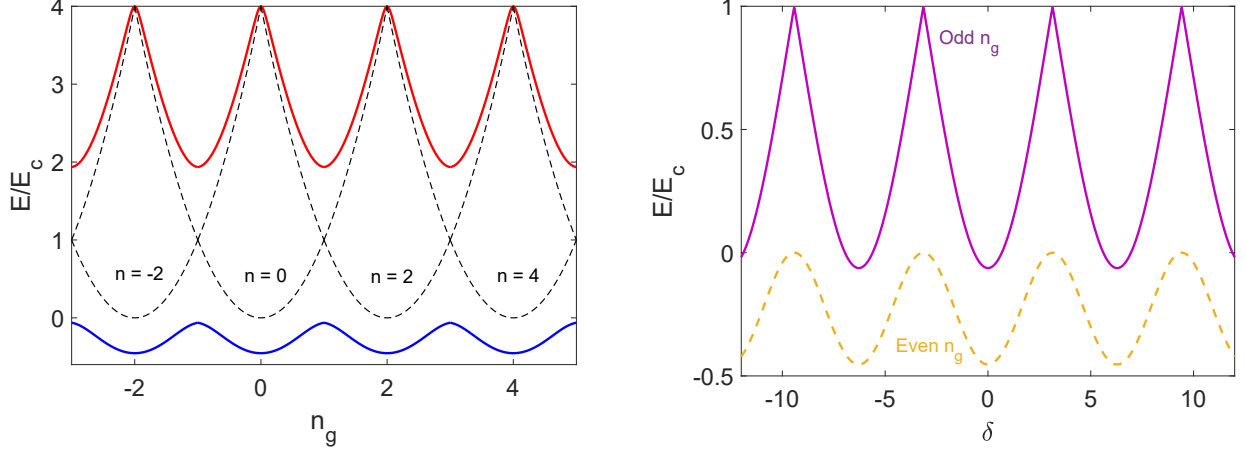 E/E_c
4
3
2
1
0
n = -2
n = 0
n = 2
n = 4
-2
0
2
4
n_g
E/E_c
1
0.5
0
-0.5
Odd n_g
Even n_g
-10
-5
0
5
10
δ